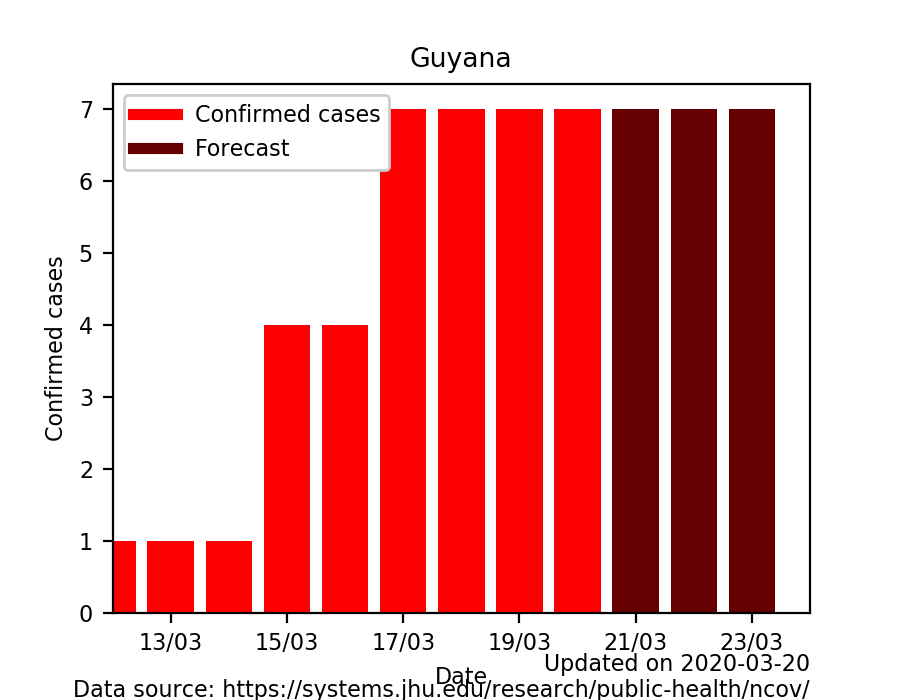 Guyana
Confirmed cases
Forecast
7
6
5
4
3
2
1
0
Confirmed cases
13/03 15/03 17/03 19/03 21/03 23/03
Updated on 2020-03-20
Date
Data source: https://systems.jhu.edu/research/public-health/ncov/